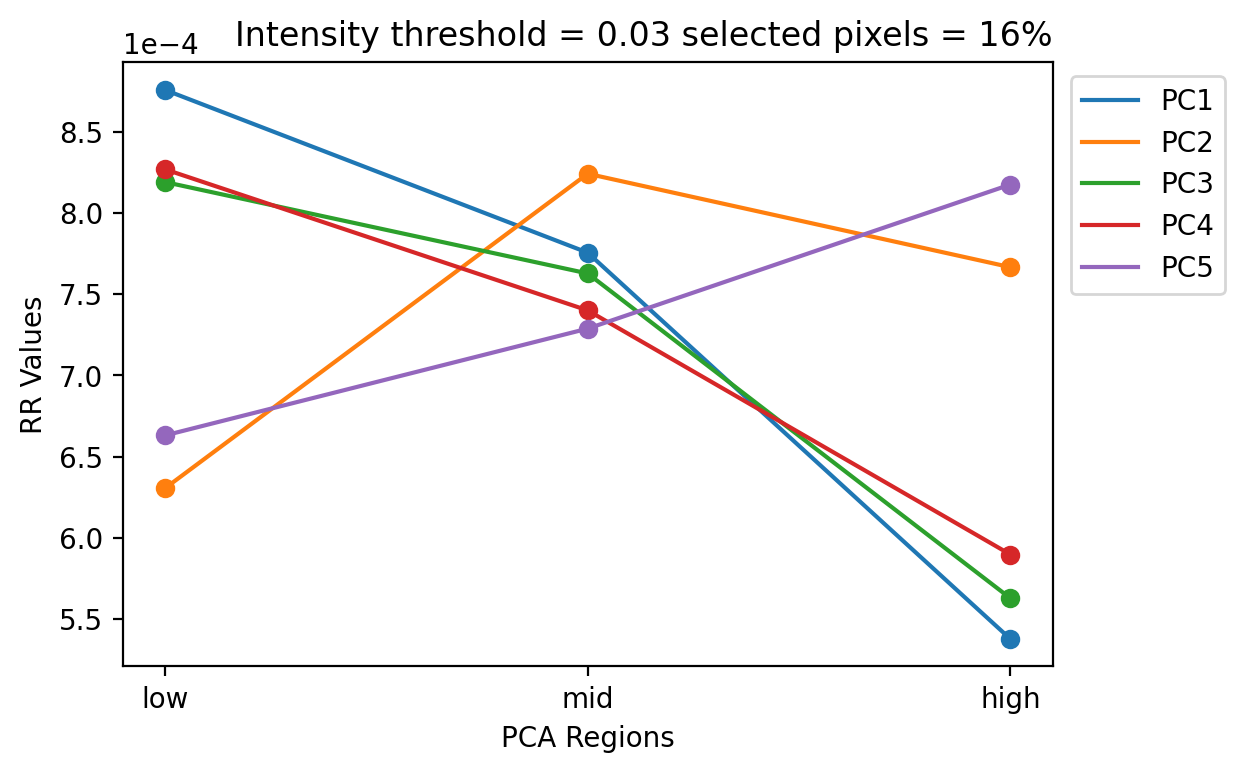 Intensity threshold = 0.03 selected pixels = 16%
1e−4
8.5
8.0
7.5
7.0
6.5
6.0
5.5
RR Values
low
mid
high
PCA Regions
PC1
PC2
PC3
PC4
PC5